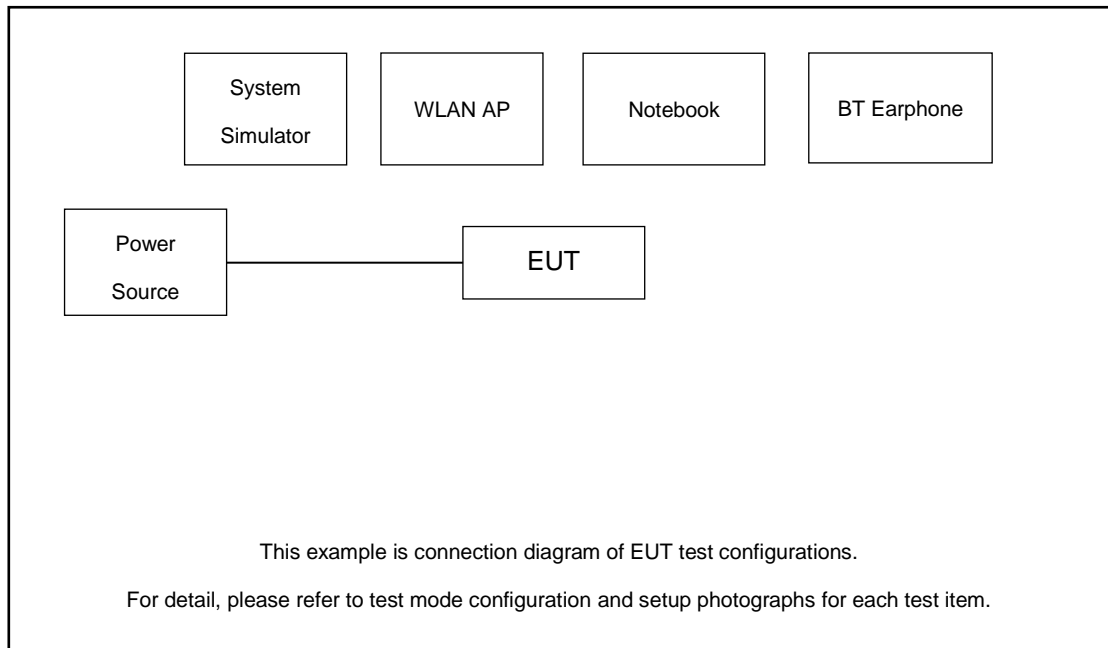 System
Simulator
WLAN AP
Notebook
BT Earphone
Power
Source
EUT
This example is connection diagram of EUT test configurations.
For detail, please refer to test mode configuration and setup photographs for each test item.